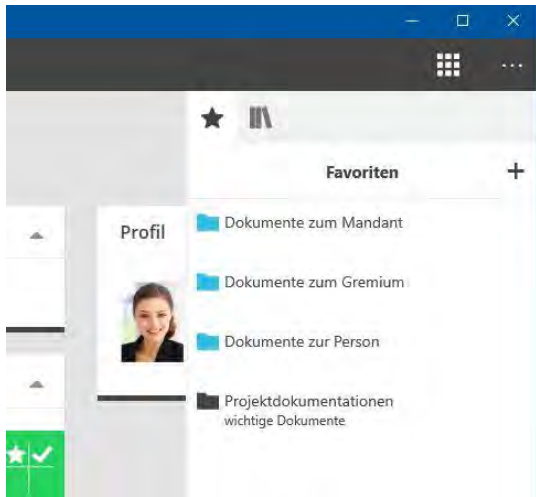 Favoriten
Profil
Dokumente zum Mandant
Dokumente zum Gremium
Dokumente zur Person
Projektdokumentationen
wichtige Dokumente